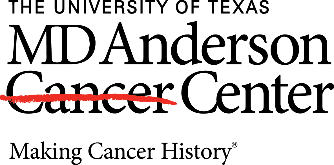 THE UNIVERSITY OF TEXAS
MD Anderson
Cancer Center
Making Cancer History®